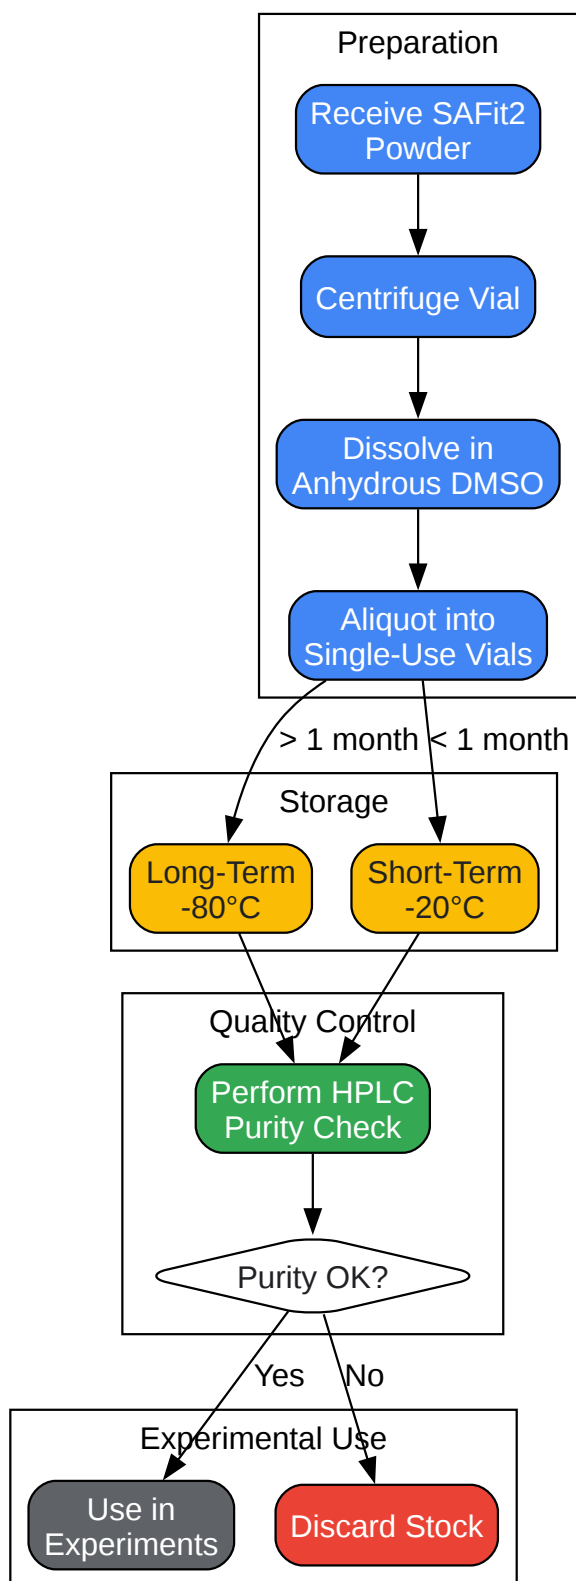 Preparation
Receive SAFit2
Powder
Centrifuge Vial
Dissolve in
Anhydrous DMSO
Aliquot into
Single-Use Vials
> 1 month
< 1 month
Storage
Long-Term
-80°C
Short-Term
-20°C
Quality Control
Perform HPLC
Purity Check
Purity OK?
Yes
No
Experimental Use
Use in
Experiments
Discard Stock